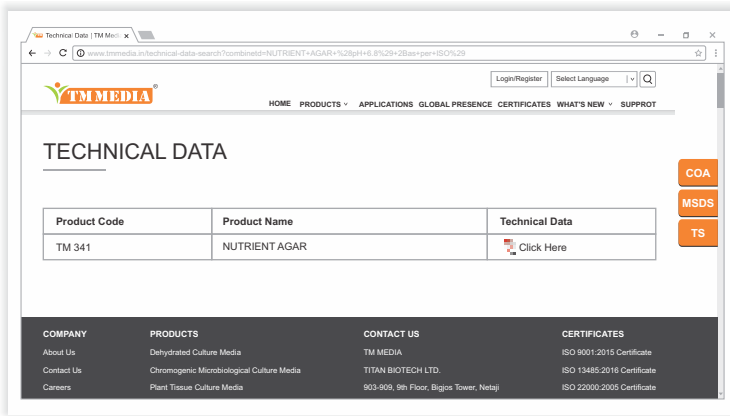 Technical Data | TM Medi x
www.tmmedia.in/technical-data-search?combinetd=NUTRIENT+AGAR+%28pH+6.8%29+2Bas+per+ISO%29
Login/Register Select Language
TM MEDIA®
HOME PRODUCTS APPLICATIONS GLOBAL PRESENCE CERTIFICATES WHAT'S NEW SUPPROT
TECHNICAL DATA
COA
MSDS
TS
Product Code Product Name Technical Data
TM 341 NUTRIENT AGAR Click Here
COMPANY PRODUCTS CONTACT US CERTIFICATES
About Us Dehydrated Culture Media TM MEDIA ISO 9001:2015 Certificate
Contact Us Chromogenic Microbiological Culture Media TITAN BIOTECH LTD. ISO 13485:2016 Certificate
Careers Plant Tissue Culture Media 903-909, 9th Floor, Bigjos Tower, Netaji ISO 22000:2005 Certificate